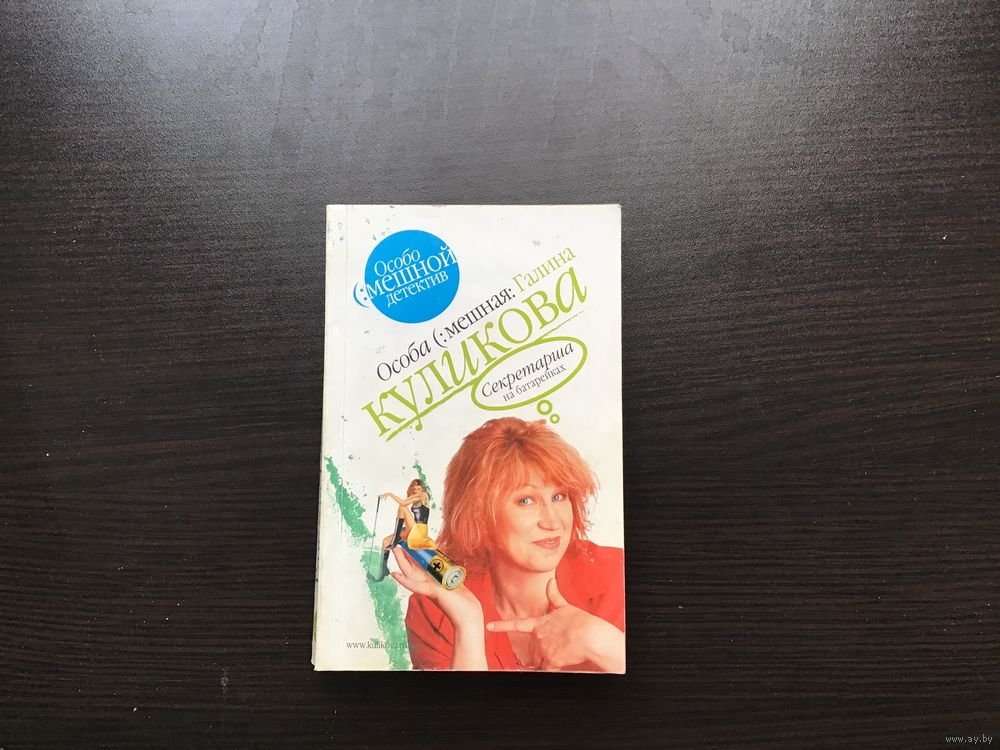 Особо
(:мешной
детектив
Особа (:мешная: Галина
куликова
Секретарша
на батарейках
www.ay.by